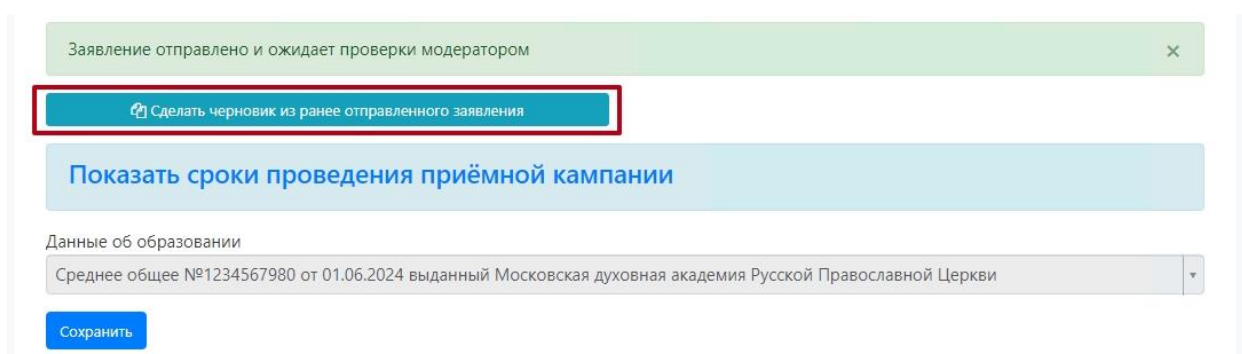 Заявление отправлено и ожидает проверки модератором ×
Сделать черновик из ранее отправленного заявления
Показать сроки проведения приёмной кампании
Данные об образовании
Среднее общее №1234567980 от 01.06.2024 выданный Московская духовная академия Русской Православной Церкви
Сохранить